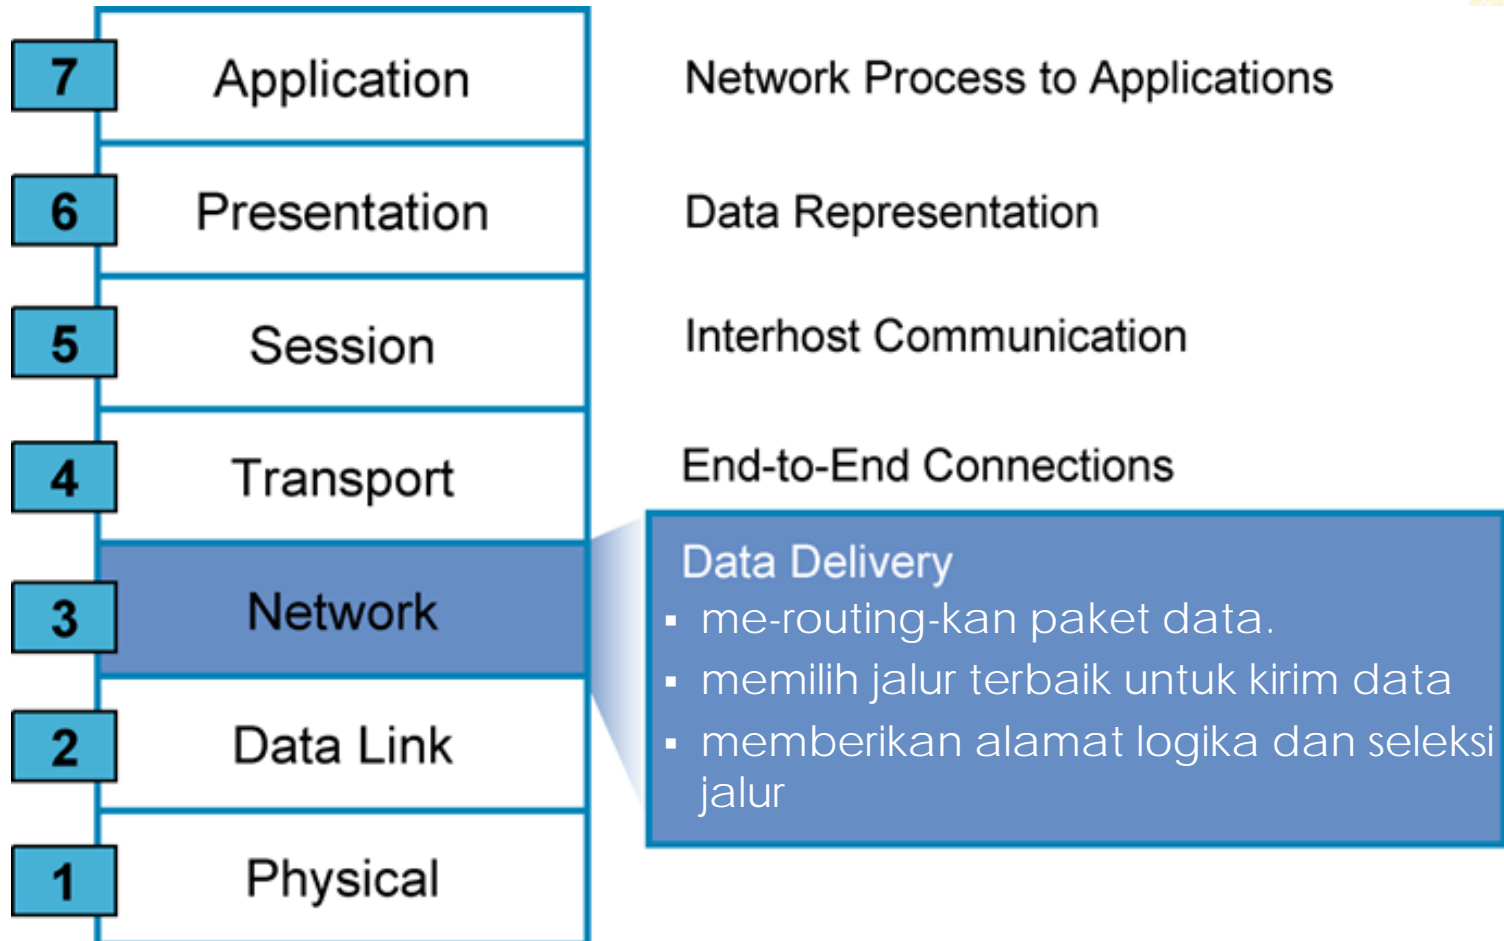 7 Application Network Process to Applications
6 Presentation Data Representation
5 Session Interhost Communication
4 Transport End-to-End Connections
3 Network Data Delivery
▪ me-routing-kan paket data.
▪ memilih jalur terbaik untuk kirim data
▪ memberikan alamat logika dan seleksi
jalur
2 Data Link
1 Physical